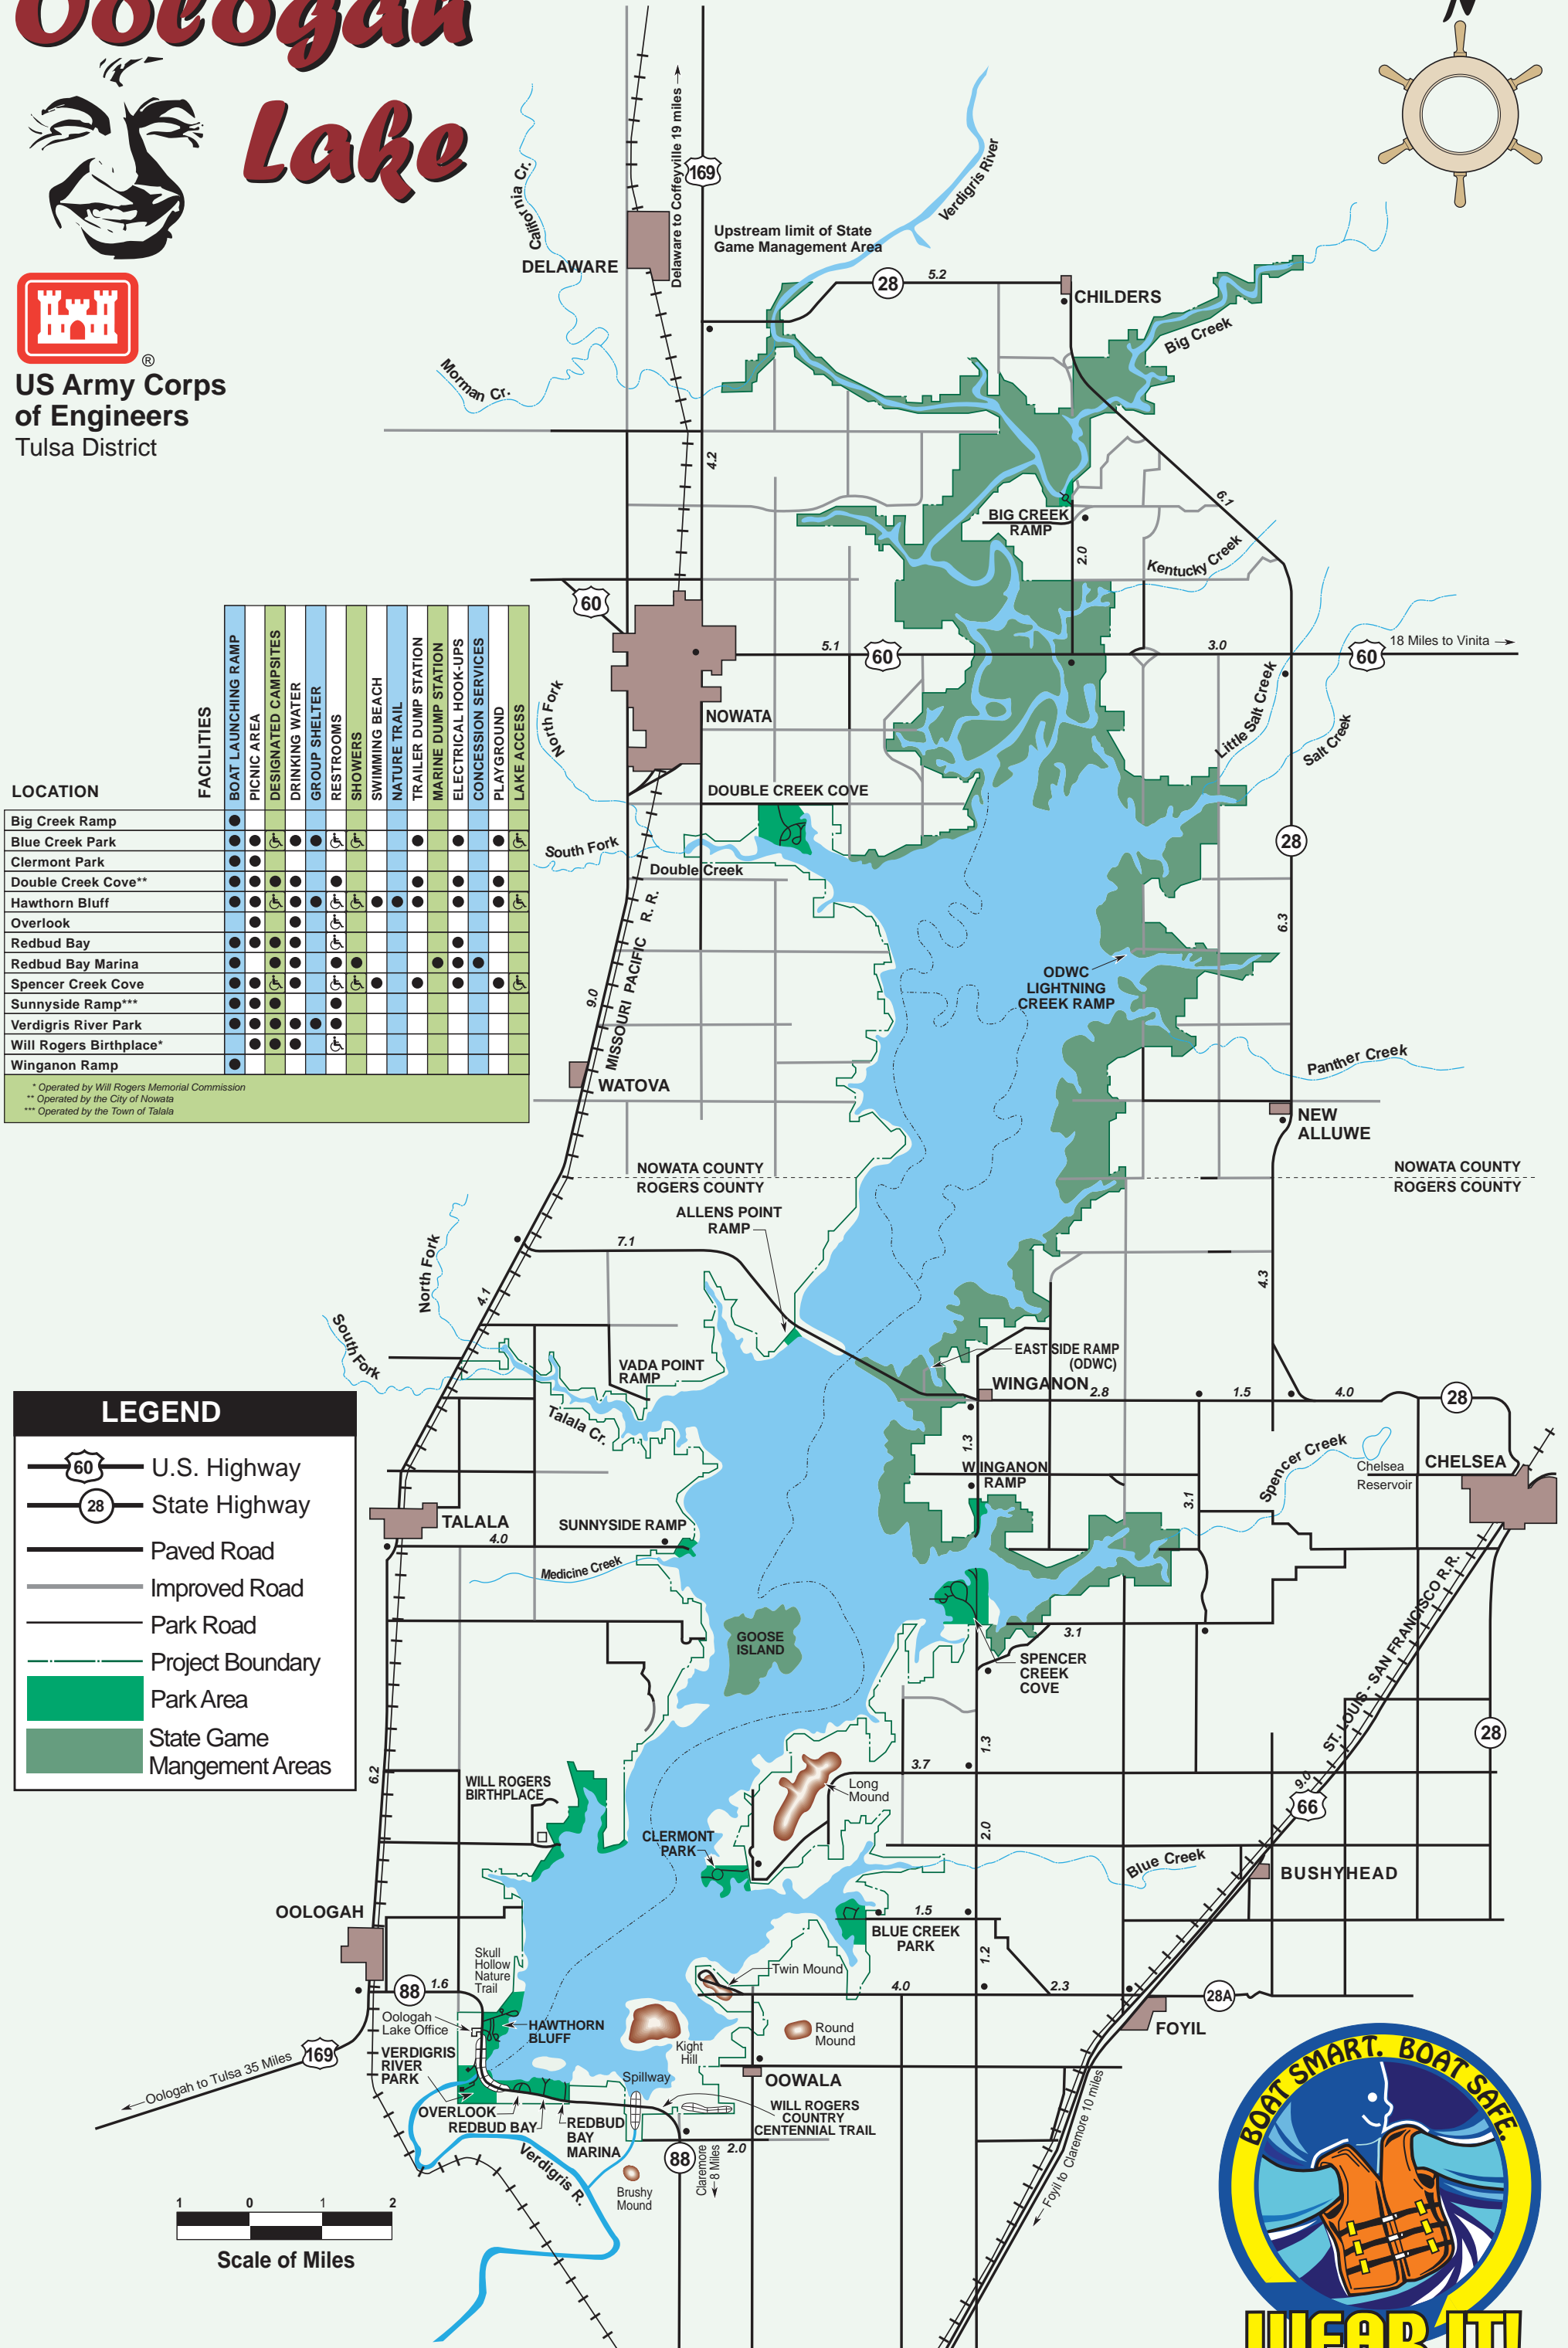 Oologah
Lake
N
US Army Corps
of Engineers
Tulsa District
®
California Cr.
Delaware to Coffeyville 19 miles
169
Verdigris River
Upstream limit of State
Game Management Area
DELAWARE
28
5.2
CHILDERS
Big Creek
Morman Cr.
4.2
6.1
BIG CREEK
RAMP
2.0
Kentucky Creek
60
5.1
60
3.0
60
18 Miles to Vinita
NOWATA
North Fork
Little Salt Creek
Salt Creek
DOUBLE CREEK COVE
South Fork
Double Creek
28
6.3
MISSOURI PACIFIC R. R.
9.0
ODWC
LIGHTNING
CREEK RAMP
WATOVA
Panther Creek
NEW
ALLUWE
LOCATION
FACILITIES
BOAT LAUNCHING RAMP
PICNIC AREA
DESIGNATED CAMPSITES
DRINKING WATER
GROUP SHELTER
RESTROOMS
SHOWERS
SWIMMING BEACH
NATURE TRAIL
TRAILER DUMP STATION
MARINE DUMP STATION
ELECTRICAL HOOK-UPS
CONCESSION SERVICES
PLAYGROUND
LAKE ACCESS
Big Creek Ramp
Blue Creek Park
Clermont Park
Double Creek Cove**
Hawthorn Bluff
Overlook
Redbud Bay
Redbud Bay Marina
Spencer Creek Cove
Sunnyside Ramp***
Verdigris River Park
Will Rogers Birthplace*
Winganon Ramp
* Operated by Will Rogers Memorial Commission
** Operated by the City of Nowata
*** Operated by the Town of Talala
NOWATA COUNTY
ROGERS COUNTY
NOWATA COUNTY
ROGERS COUNTY
ALLENS POINT
RAMP
7.1
4.3
North Fork
4.1
South Fork
VADA POINT
RAMP
Talala Cr.
EAST SIDE RAMP
(ODWC)
WINGANON
2.8
1.5
4.0
28
1.3
WINGANON
RAMP
3.1
Spencer Creek
Chelsea
Reservoir
CHELSEA
LEGEND
60
U.S. Highway
28
State Highway
Paved Road
Improved Road
Park Road
Project Boundary
Park Area
State Game
Mangement Areas
TALALA
4.0
SUNNYSIDE RAMP
Medicine Creek
GOOSE
ISLAND
3.1
SPENCER
CREEK
COVE
ST. LOUIS - SAN FRANCISCO R.R.
28
6.2
1.3
3.7
9.0
66
WILL ROGERS
BIRTHPLACE
Long
Mound
CLERMONT
PARK
2.0
Blue Creek
BUSHYHEAD
OOLOGAH
1.5
BLUE CREEK
PARK
1.2
Skull
Hollow
Nature
Trail
88
1.6
Twin Mound
4.0
2.3
28A
FOYIL
Oologah
Lake Office
HAWTHORN
BLUFF
Round
Mound
Kight
Hill
169
Oologah to Tulsa 35 Miles
VERDIGRIS
RIVER
PARK
Spillway
OOWALA
OVERLOOK
REDBUD BAY
REDBUD
BAY
MARINA
WILL ROGERS
COUNTRY
CENTENNIAL TRAIL
Verdigris R.
88
2.0
Claremore
8 Miles
Brushy
Mound
Foyil to Claremore 10 miles
1 0 1 2
Scale of Miles
BOAT SMART. BOAT SAFE.
WEAR IT!